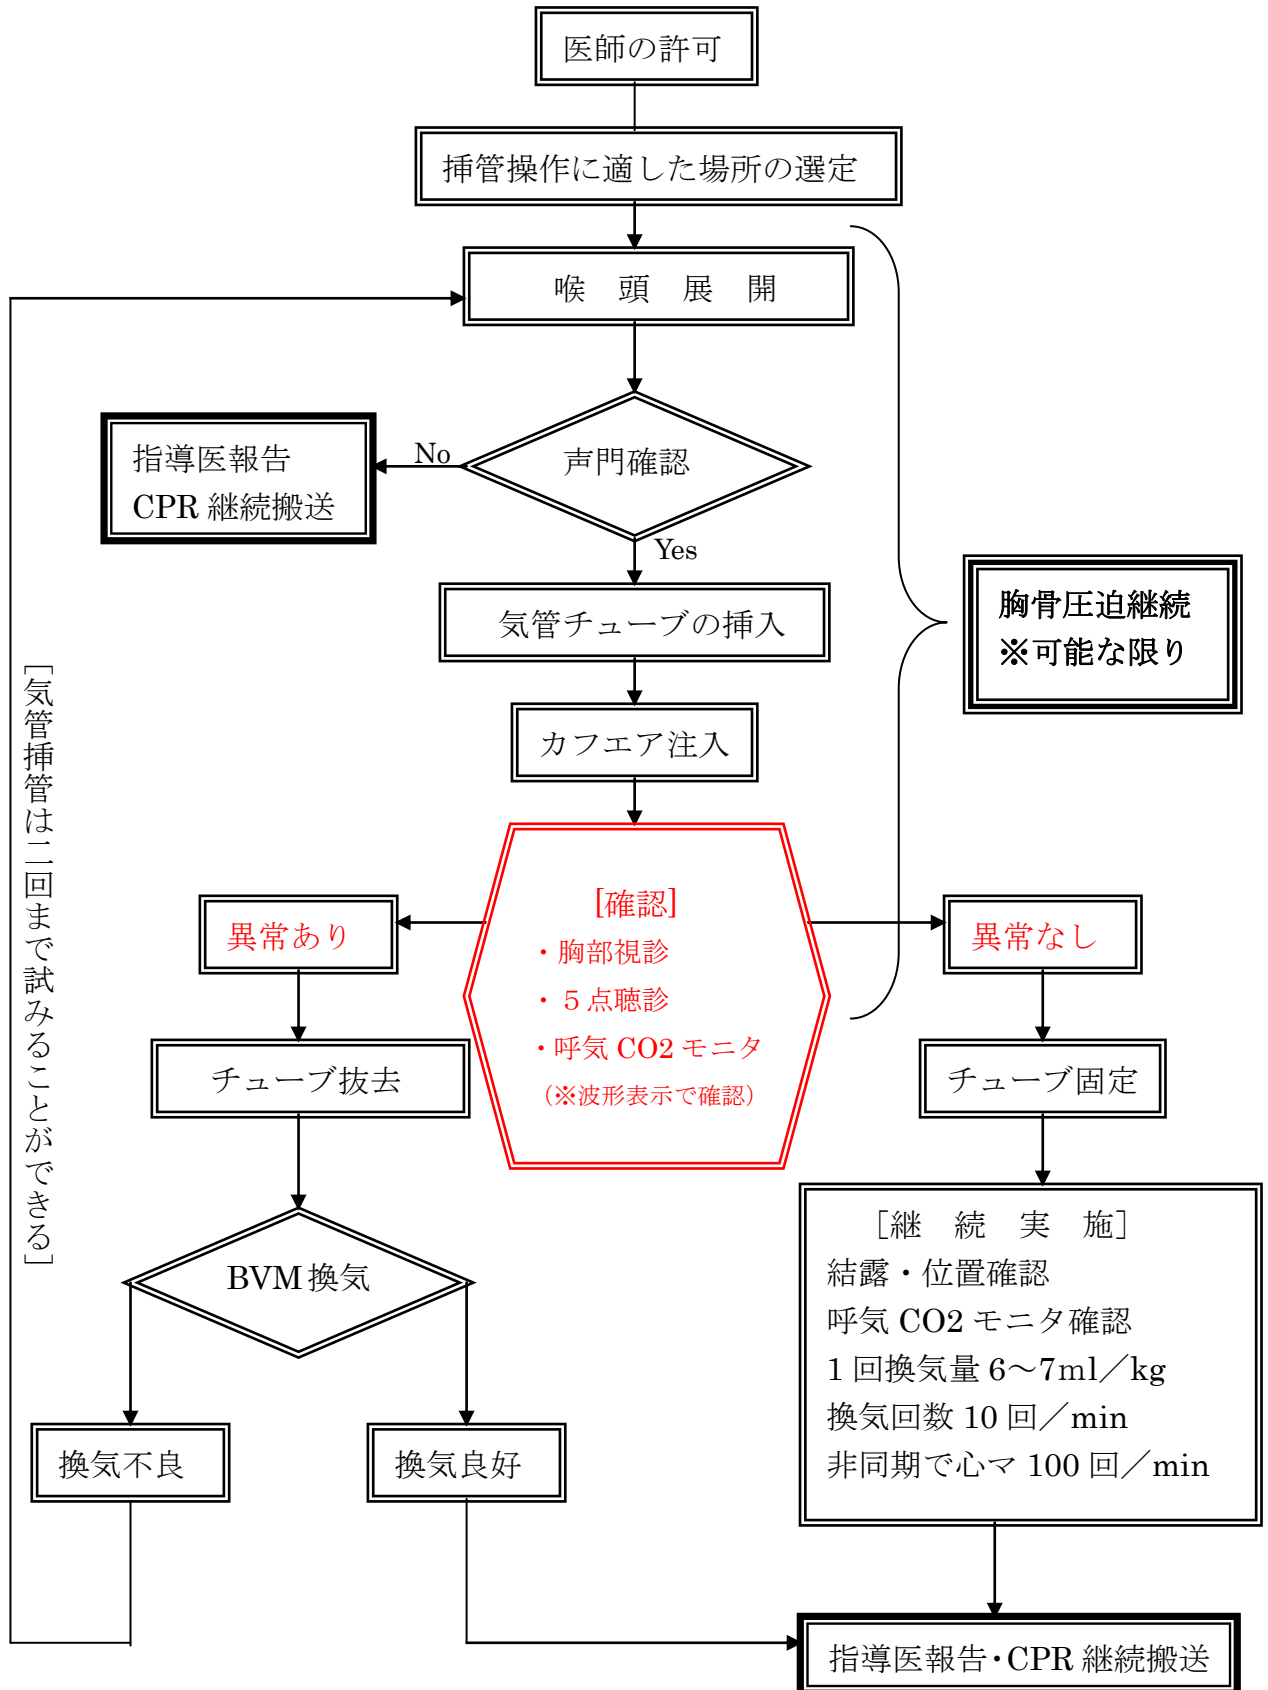 医師の許可
挿管操作に適した場所の選定
喉　頭　展　開
声門確認
No
指導医報告
CPR 継続搬送
Yes
気管チューブの挿入
胸骨圧迫継続
※可能な限り
カフエア注入
[確認]
・胸部視診
・５点聴診
・呼気 CO2 モニタ
（※波形表示で確認）
異常あり
異常なし
チューブ抜去
チューブ固定
BVM 換気
換気不良
換気良好
［継　続　実　施］
結露・位置確認
呼気 CO2 モニタ確認
1 回換気量 6～7ml／kg
換気回数 10 回／min
非同期で心マ 100 回／min
指導医報告・CPR 継続搬送
［気管挿管は二回まで試みることができる］